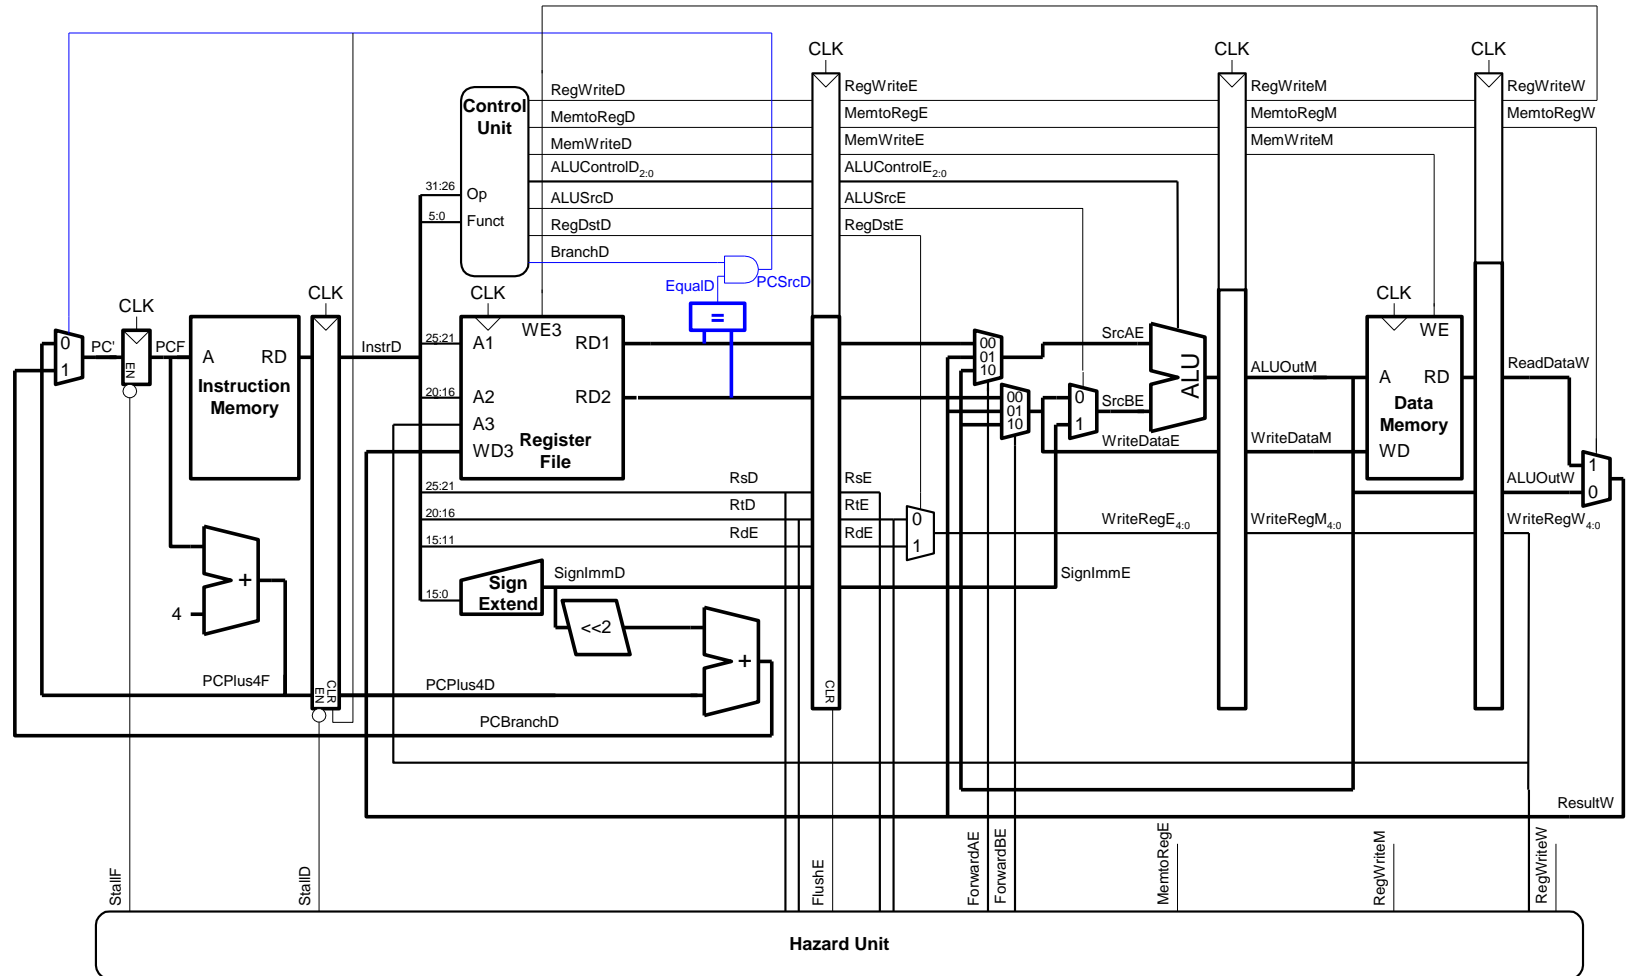 CLK
CLK
CLK
Control
Unit
RegWriteD
RegWriteE
RegWriteM
RegWriteW
MemtoRegD
MemtoRegE
MemtoRegM
MemtoRegW
MemWriteD
MemWriteE
MemWriteM
ALUControlD2:0
ALUControlE2:0
31:26
Op
ALUSrcD
ALUSrcE
5:0
Funct
RegDstD
RegDstE
BranchD
EqualD
PCSrcD
CLK
CLK
CLK
CLK
=
WE3
WE
0
1
PC'
EN
PCF
A
RD
Instruction
Memory
InstrD
25:21
A1
RD1
20:16
A2
RD2
A3
WD3
Register
File
00
01
10
00
01
10
SrcAE
0
1
SrcBE
ALU
ALUOutM
A
RD
Data
Memory
WD
ReadDataW
WriteDataE
WriteDataM
1
0
ALUOutW
25:21
RsD
RsE
20:16
RtD
RtE
15:11
RdE
RdE
0
1
WriteRegE4:0
WriteRegM4:0
WriteRegW4:0
15:0
Sign
Extend
SignImmD
SignImmE
<<2
+
4
+
PCPlus4F
EN
CLR
PCPlus4D
CLR
PCBranchD
ResultW
StallF
StallD
FlushE
ForwardAE
ForwardBE
MemtoRegE
RegWriteM
RegWriteW
Hazard Unit